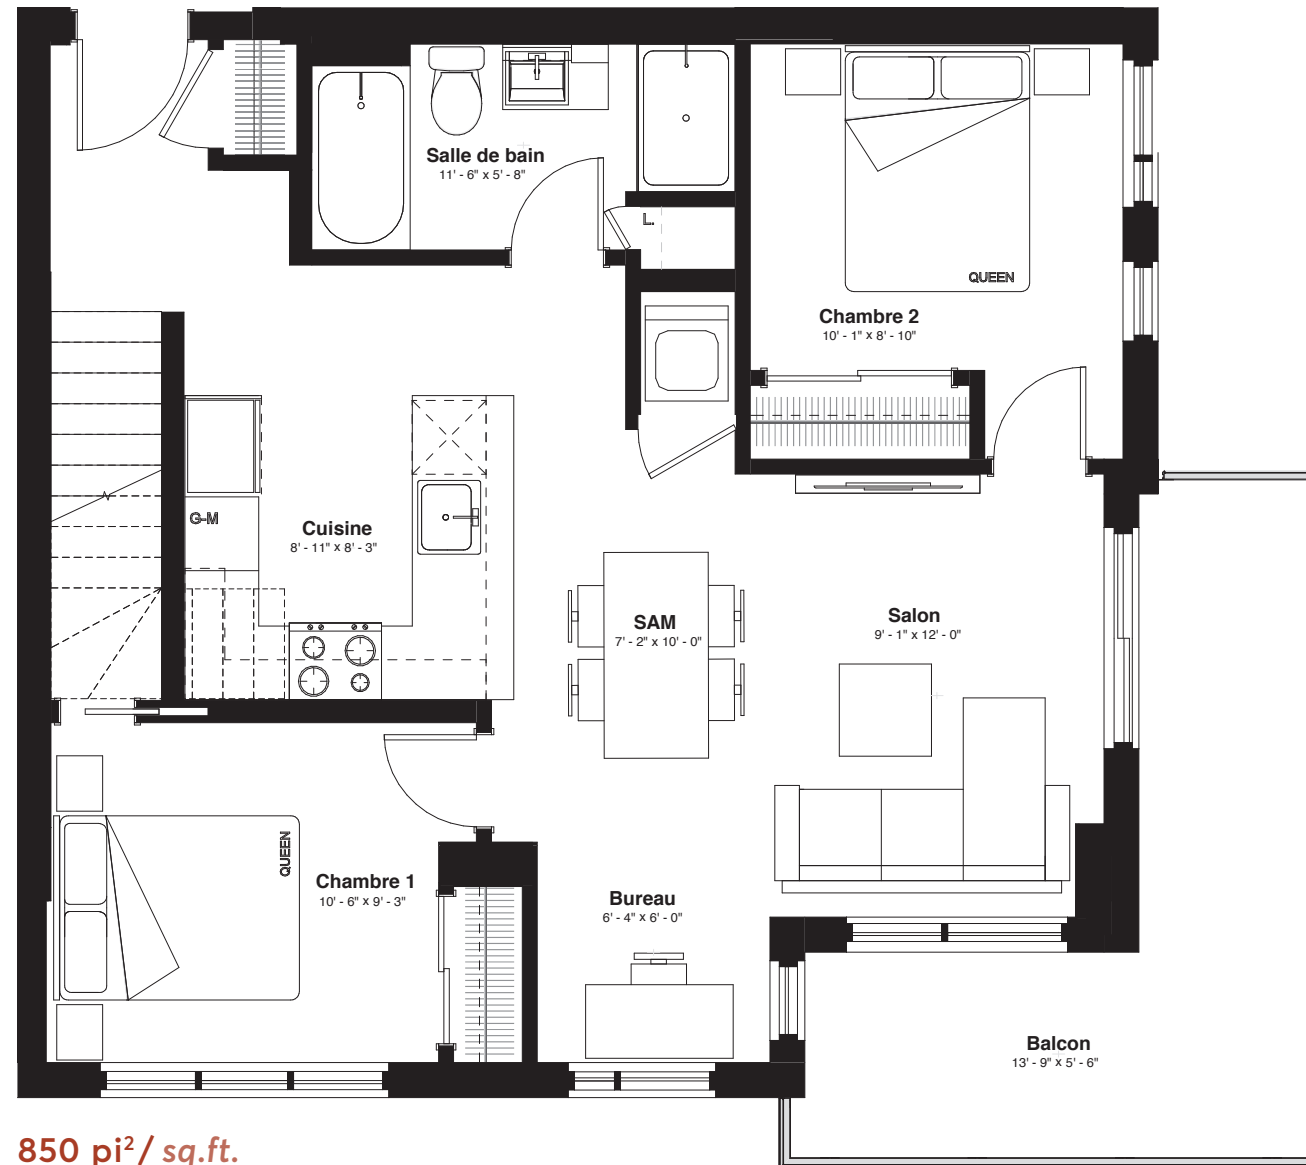 Salle de bain
11' - 6" x 5' - 8"
L.
QUEEN
Chambre 2
10' - 1" x 8' - 10"
G-M
Cuisine
8' - 11" x 8' - 3"
SAM
7' - 2" x 10' - 0"
Salon
9' - 1" x 12' - 0"
QUEEN
Chambre 1
10' - 6" x 9' - 3"
Bureau
6' - 4" x 6' - 0"
Balcon
13' - 9" x 5' - 6"
850 pi²/ sq.ft.